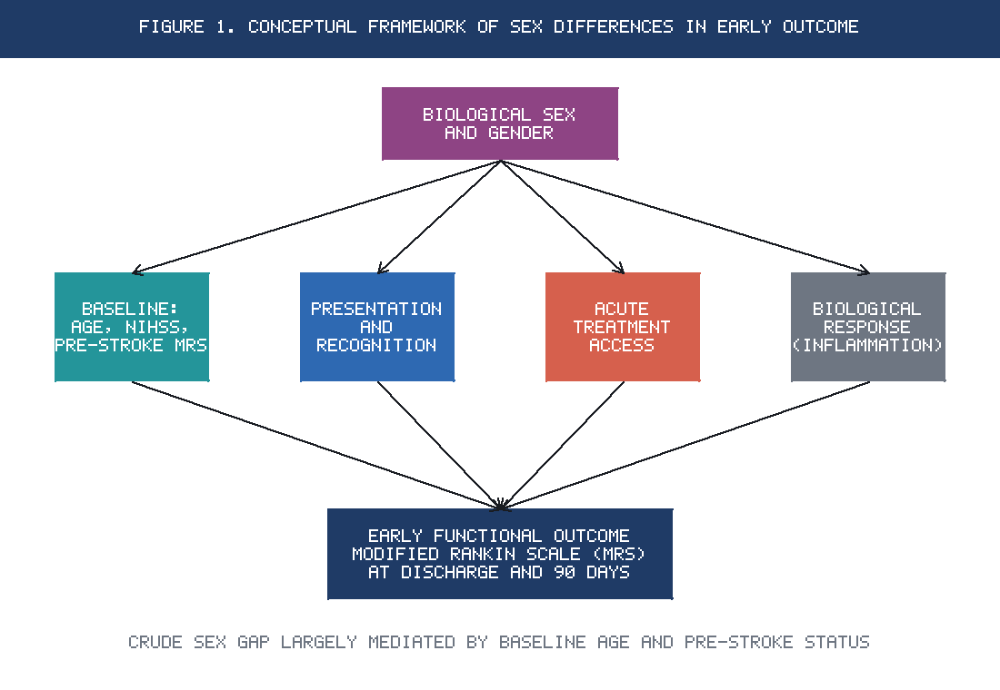 FIGURE 1. CONCEPTUAL FRAMEWORK OF SEX DIFFERENCES IN EARLY OUTCOME
BIOLOGICAL SEX
AND GENDER
BASELINE:
AGE, NIHSS,
PRE-STROKE MRS
PRESENTATION
AND
RECOGNITION
ACUTE
TREATMENT
ACCESS
BIOLOGICAL
RESPONSE
(INFLAMMATION)
EARLY FUNCTIONAL OUTCOME
MODIFIED RANKIN SCALE (MRS)
AT DISCHARGE AND 90 DAYS
CRUDE SEX GAP LARGELY MEDIATED BY BASELINE AGE AND PRE-STROKE STATUS